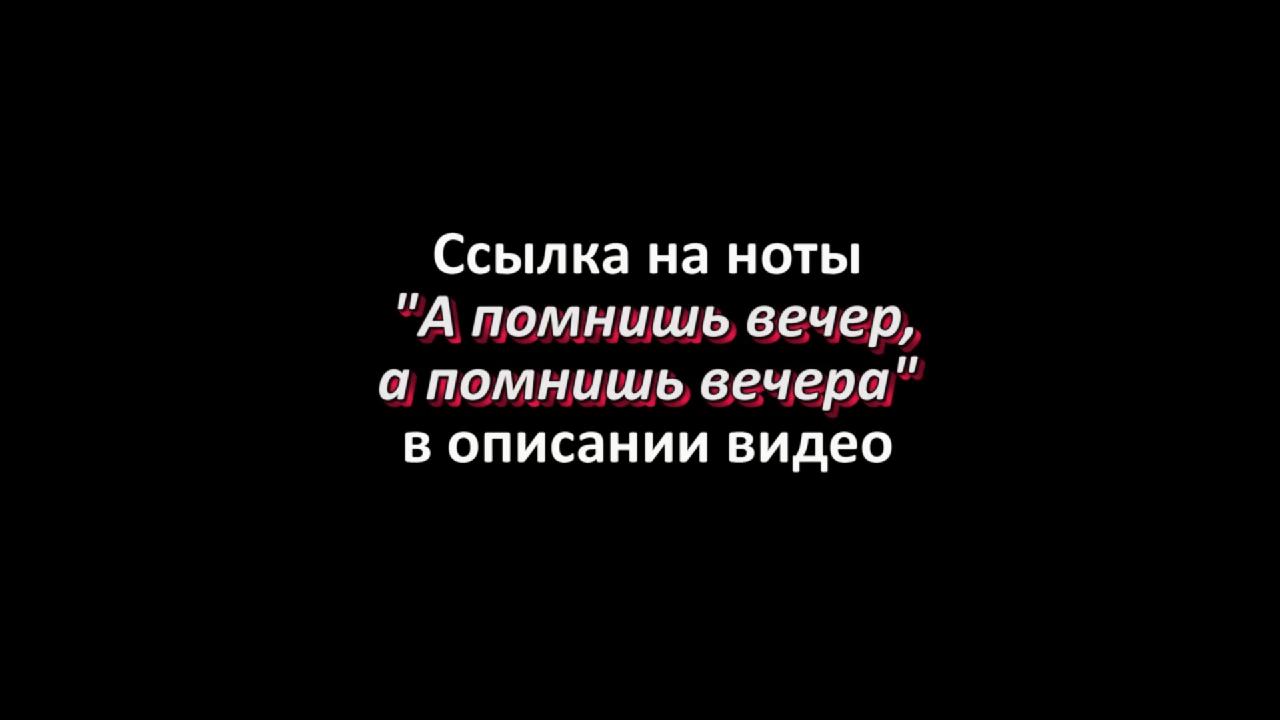 Ссылка на ноты
"А помнишь вечер,
а помнишь вечера"
в описании видео